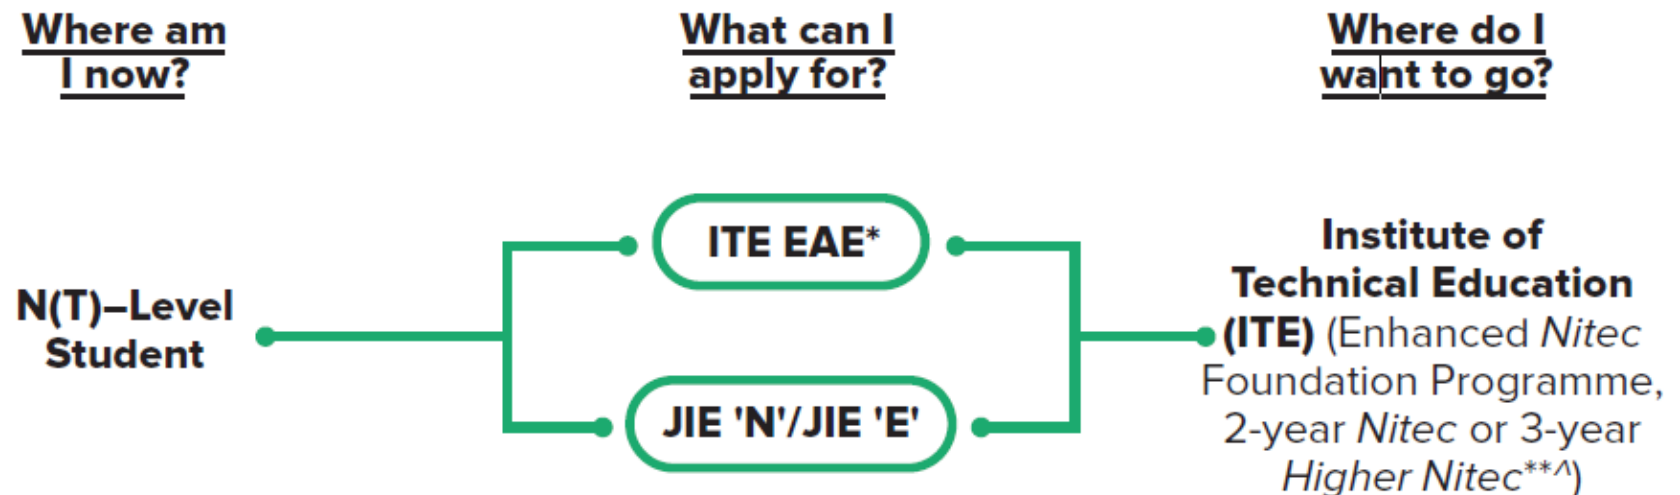 Where am
I now?
What can I
apply for?
Where do I
want to go?
N(T)–Level
Student
ITE EAE*
JIE 'N'/JIE 'E'
Institute of
Technical Education
(ITE) (Enhanced Nitec
Foundation Programme,
2-year Nitec or 3-year
Higher Nitec**^)